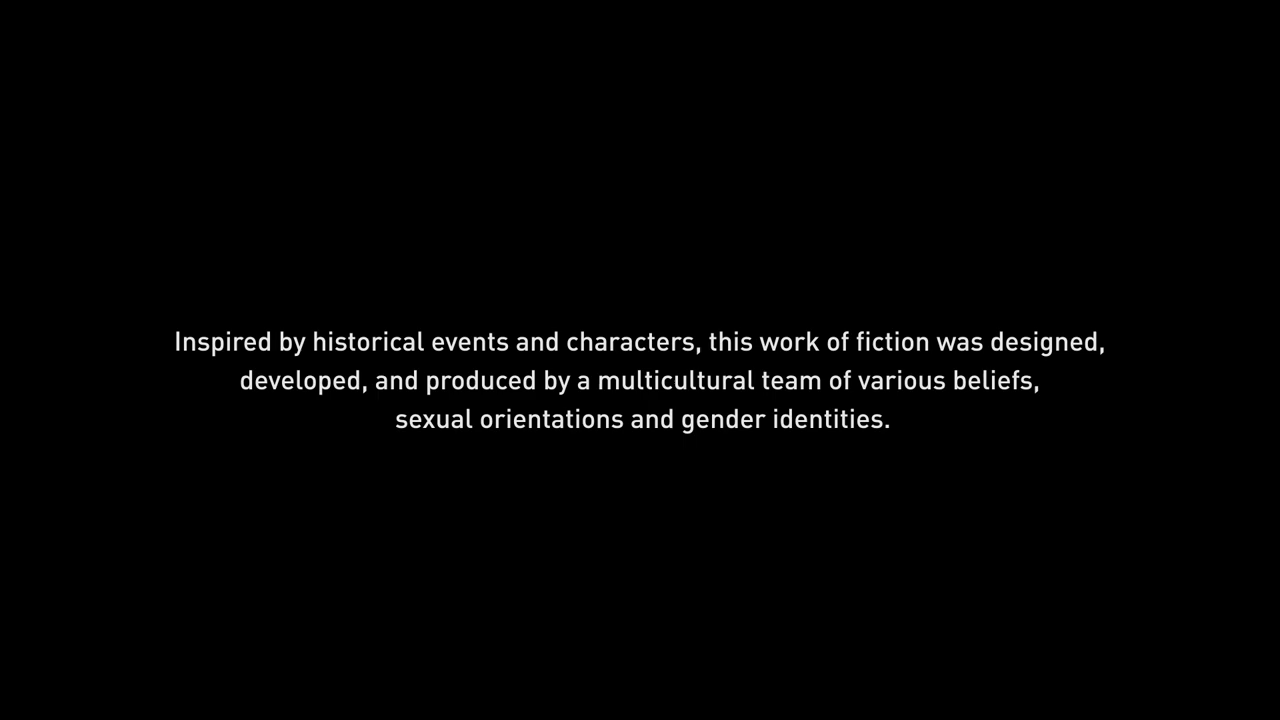 Inspired by historical events and characters, this work of fiction was designed,
developed, and produced by a multicultural team of various beliefs,
sexual orientations and gender identities.